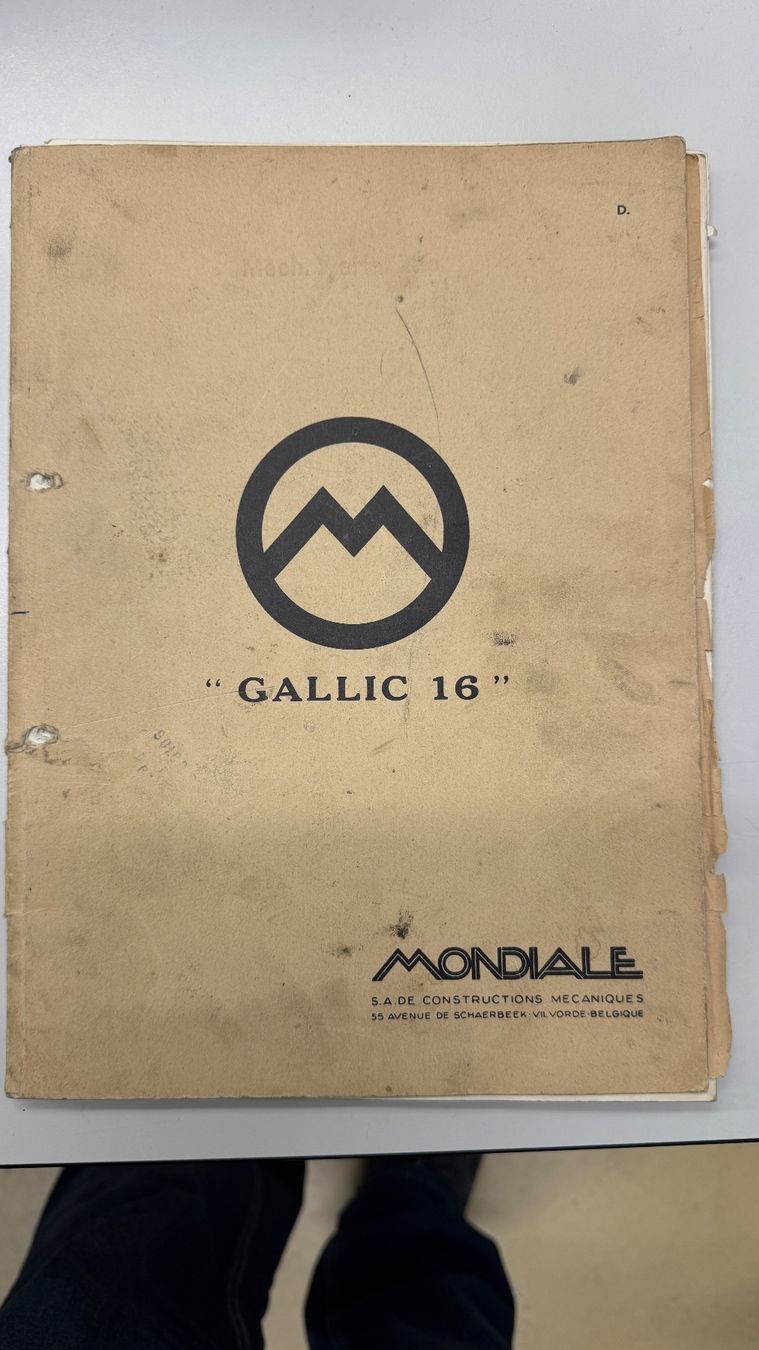 D.
“ GALLIC 16 ”
MONDIALE
S.A. DE CONSTRUCTIONS MECANIQUES
55 AVENUE DE SCHAERBEEK · VILVORDE · BELGIQUE